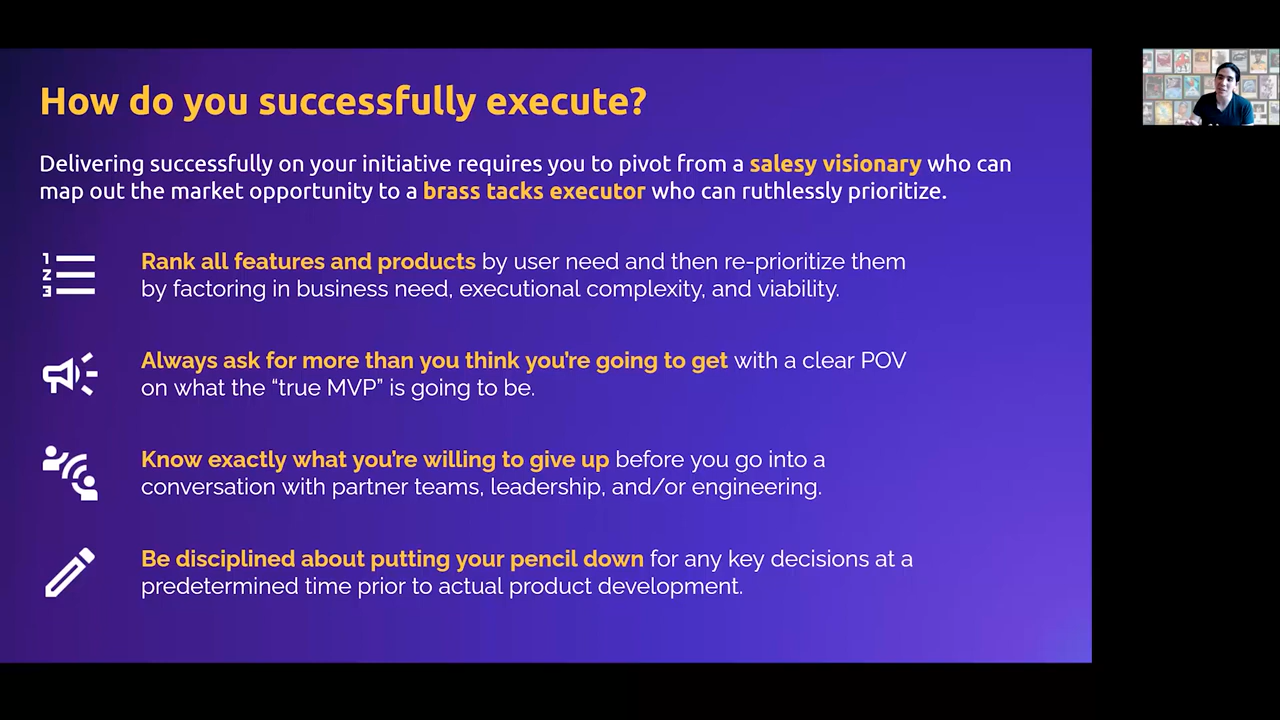 How do you successfully execute?
Delivering successfully on your initiative requires you to pivot from a salesy visionary who can
map out the market opportunity to a brass tacks executor who can ruthlessly prioritize.
1
2
3
Rank all features and products by user need and then re-prioritize them
by factoring in business need, executional complexity, and viability.
Always ask for more than you think you're going to get with a clear POV
on what the “true MVP” is going to be.
Know exactly what you're willing to give up before you go into a
conversation with partner teams, leadership, and/or engineering.
Be disciplined about putting your pencil down for any key decisions at a
predetermined time prior to actual product development.